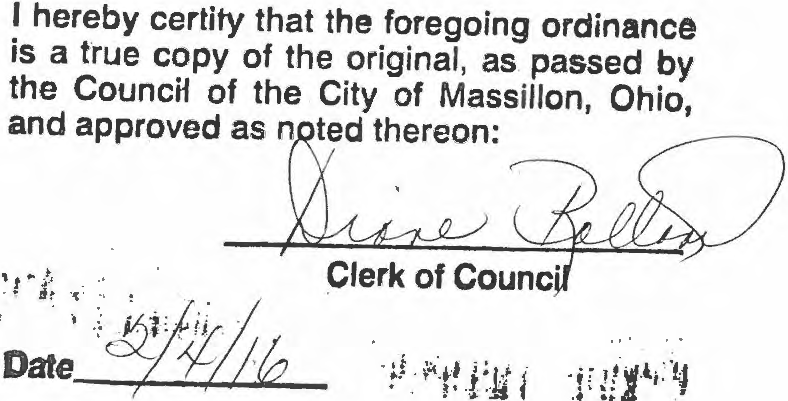 I hereby certify that the foregoing ordinance
is a true copy of the original, as passed by
the Council of the City of Massillon, Ohio,
and approved as noted thereon:
Diane Rollan
Clerk of Council
Date 2/4/16